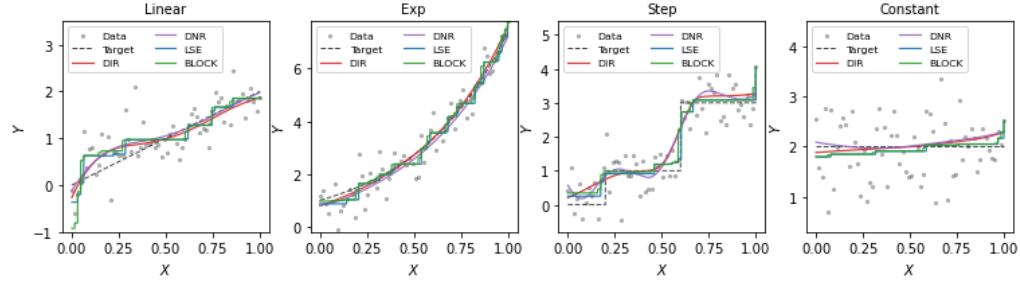 Linear
Exp
Step
Constant
3
2
1
0
−1
Y
Data
Target
DIR
DNR
LSE
BLOCK
0.00
0.25
0.50
0.75
1.00
X
6
4
2
0
Y
Data
Target
DIR
DNR
LSE
BLOCK
0.00
0.25
0.50
0.75
1.00
X
5
4
3
2
1
0
Y
Data
Target
DIR
DNR
LSE
BLOCK
0.00
0.25
0.50
0.75
1.00
X
4
3
2
1
Y
Data
Target
DIR
DNR
LSE
BLOCK
0.00
0.25
0.50
0.75
1.00
X